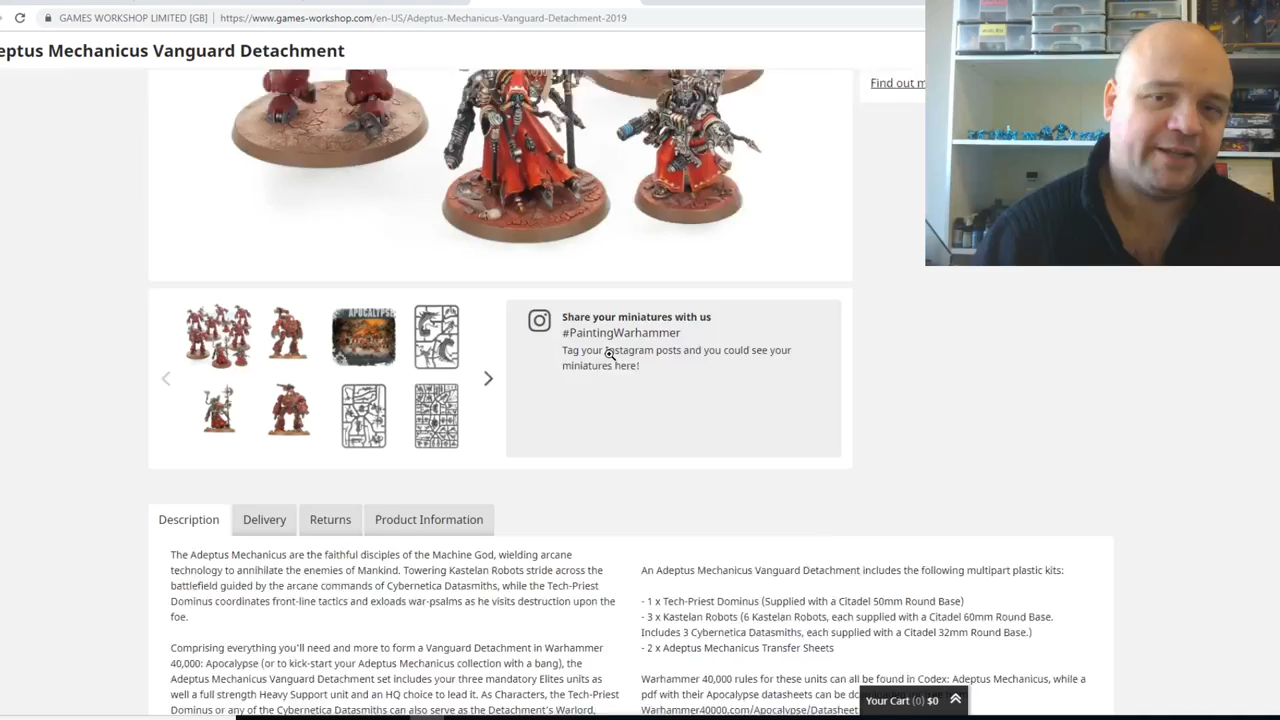 GAMES WORKSHOP LIMITED [GB] https://www.games-workshop.com/en-US/Adeptus-Mechanicus-Vanguard-Detachment-2019
eptus Mechanicus Vanguard Detachment
Find out m
APOCALYPSE
Share your miniatures with us
#PaintingWarhammer
Tag your Instagram posts and you could see your
miniatures here!
Description Delivery Returns Product Information
The Adeptus Mechanicus are the faithful disciples of the Machine God, wielding arcane
technology to annihilate the enemies of Mankind. Towering Kastelan Robots stride across the
battlefield guided by the arcane commands of Cybernetica Datasmiths, while the Tech-Priest
Dominus coordinates front-line tactics and exloads war-psalms as he visits destruction upon the
foe.
Comprising everything you'll need and more to form a Vanguard Detachment in Warhammer
40,000: Apocalypse (or to kick-start your Adeptus Mechanicus collection with a bang), the
Adeptus Mechanicus Vanguard Detachment set includes your three mandatory Elites units as
well a full strength Heavy Support unit and an HQ choice to lead it. As Characters, the Tech-Priest
Dominus or any of the Cybernetica Datasmiths can also serve as the Detachment's Warlord,
An Adeptus Mechanicus Vanguard Detachment includes the following multipart plastic kits:
- 1 x Tech-Priest Dominus (Supplied with a Citadel 50mm Round Base)
- 3 x Kastelan Robots (6 Kastelan Robots, each supplied with a Citadel 60mm Round Base.
Includes 3 Cybernetica Datasmiths, each supplied with a Citadel 32mm Round Base.)
- 2 x Adeptus Mechanicus Transfer Sheets
Warhammer 40,000 rules for these units can all be found in Codex: Adeptus Mechanicus, while a
pdf with their Apocalypse datasheets can be do
Warhammer40000.com/Apocalypse/Datasheet
Your Cart (0) $0